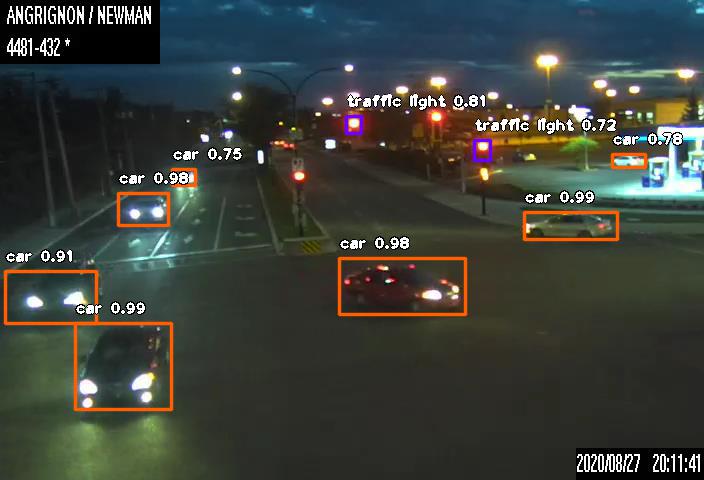 ANGRIGNON / NEWMAN
4481-432 *
traffic light 0.81
traffic light 0.72
car 0.78
car 0.75
car 0.98
car 0.99
car 0.98
car 0.91
car 0.99
2020/08/27 20:11:41